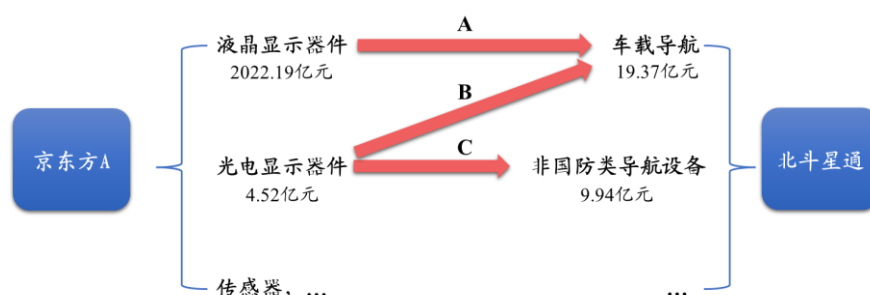 A
液晶显示器件
车载导航
2022.19亿元
19.37亿元
B
京东方A
C
北斗星通
光电显示器件
非国防类导航设备
4.52亿元
9.94亿元
传感器，...
...